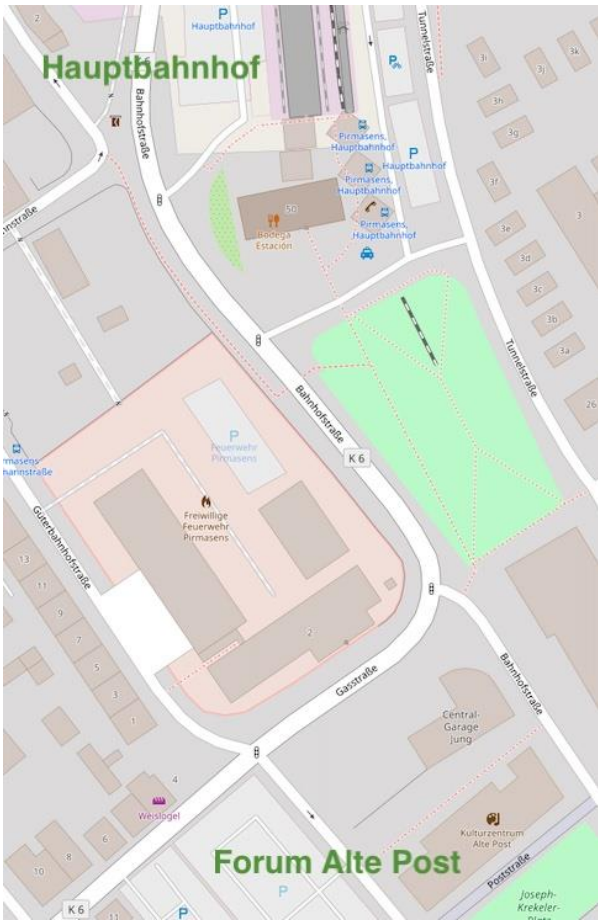 2
P
Hauptbahnhof
Hauptbahnhof
Tunnelstraße
3i
3j
3k
3h
3g
3f
3e
3d
3c
3b
3a
3
26
Bahnhofstraße
Pirmasens,
Hauptbahnhof
Pirmasens,
Hauptbahnhof
Pirmasens,
Hauptbahnhof
P
Hauptbahnhof
50
Bodega
Estación
Tunnelstraße
Bahnhofstraße
K 6
P
Feuerwehr
Pirmasens
Freiwillige
Feuerwehr
Pirmasens
Güterbahnhofstraße
13
11
9
7
5
3
1
2
Gasstraße
Bahnhofstraße
Central-
Garage
Jung
4
Weislogel
6
8
10
Kulturzentrum
Alte Post
Forum Alte Post
Poststraße
P
P
K 6
11
Joseph-
Krekeler-